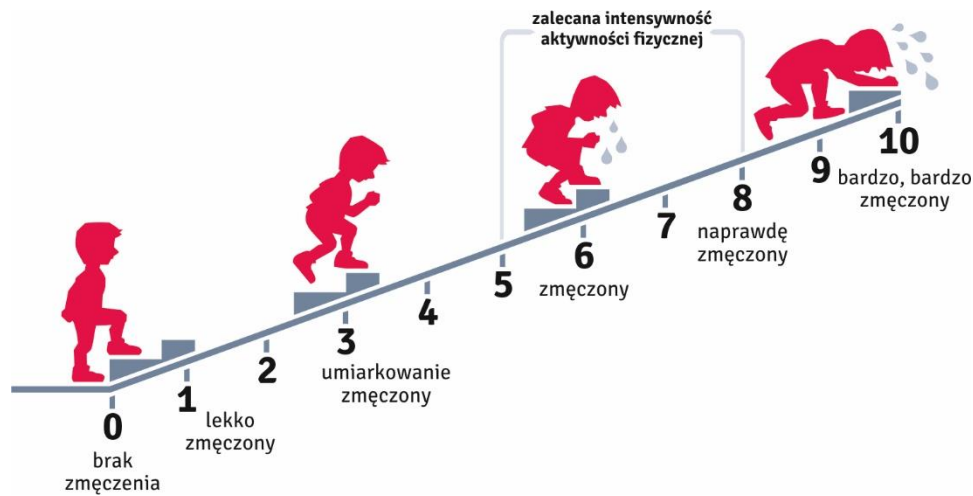 zalecana intensywność
aktywności fizycznej
0
brak
zmęczenia
1
lekko
zmęczony
2
3
umiarkowanie
zmęczony
4
5
6
zmęczony
7
8
naprawdę
zmęczony
9
10
bardzo, bardzo
zmęczony